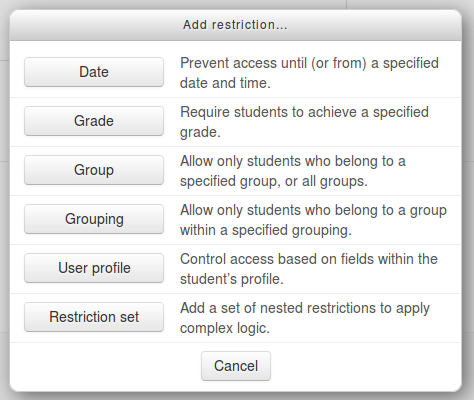 Add restriction...
Date
Prevent access until (or from) a specified
date and time.
Grade
Require students to achieve a specified
grade.
Group
Allow only students who belong to a
specified group, or all groups.
Grouping
Allow only students who belong to a group
within a specified grouping.
User profile
Control access based on fields within the
student’s profile.
Restriction set
Add a set of nested restrictions to apply
complex logic.
Cancel